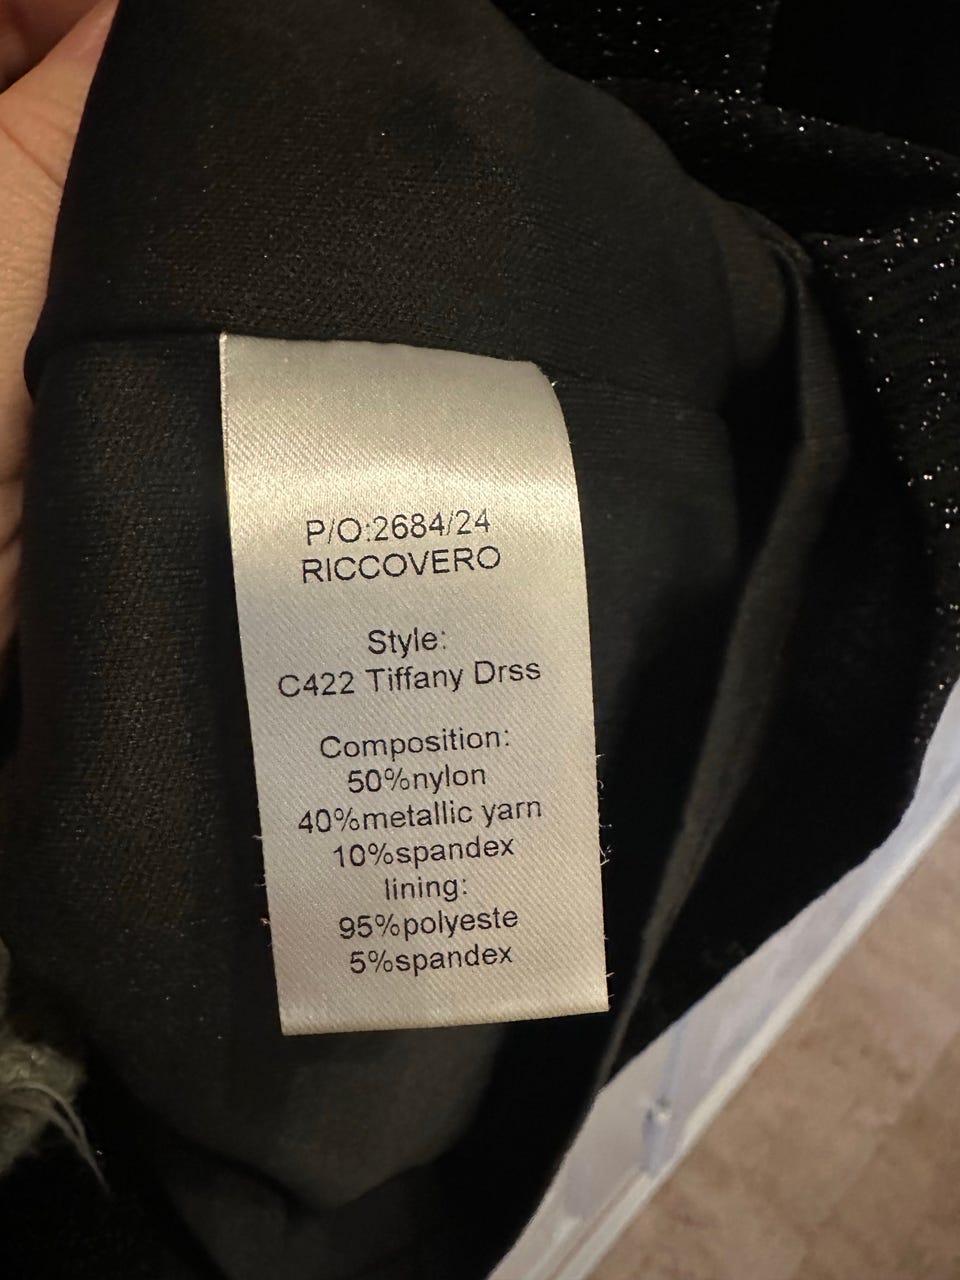 P/O:2684/24
RICCOVERO
Style:
C422 Tiffany Drss
Composition:
50%nylon
40%metallic yarn
10%spandex
lining:
95%polyeste
5%spandex